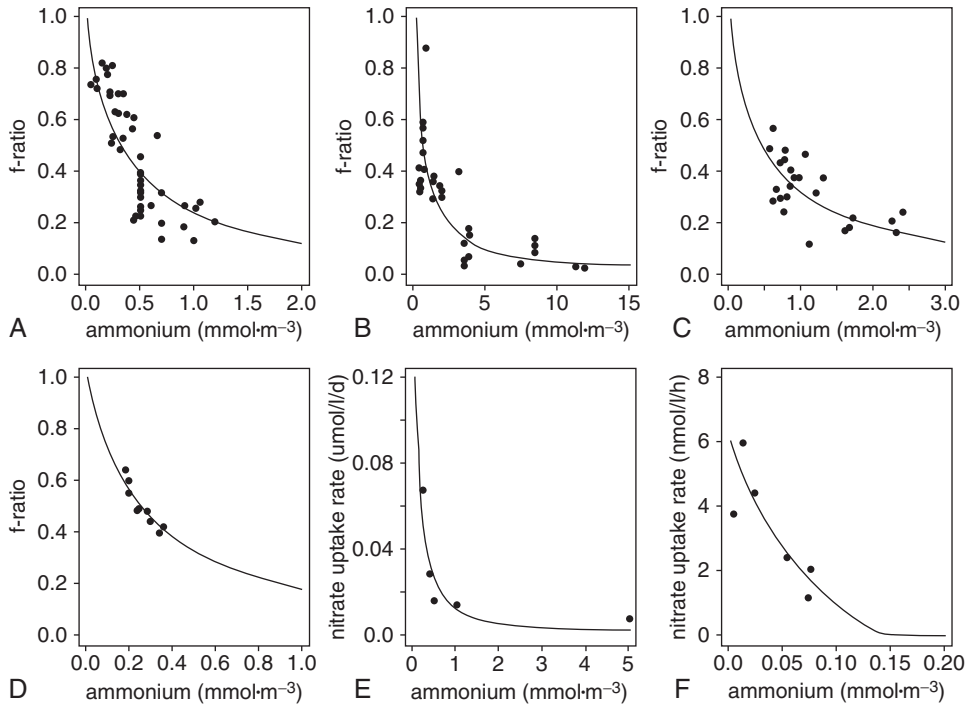 1.0
0.8
0.6
0.4
0.2
0.0
f-ratio
0.0 0.5 1.0 1.5 2.0
A ammonium (mmol·m⁻³)
1.0
0.8
0.6
0.4
0.2
0.0
f-ratio
0 5 10 15
B ammonium (mmol·m⁻³)
1.0
0.8
0.6
0.4
0.2
0.0
f-ratio
0.0 1.0 2.0 3.0
C ammonium (mmol·m⁻³)
1.0
0.8
0.6
0.4
0.2
0.0
f-ratio
0.0 0.2 0.4 0.6 0.8 1.0
D ammonium (mmol·m⁻³)
0.12
0.08
0.04
0.0
nitrate uptake rate (umol/l/d)
0 1 2 3 4 5
E ammonium (mmol·m⁻³)
8
6
4
2
0
nitrate uptake rate (nmol/l/h)
0.0 0.05 0.10 0.15 0.20
F ammonium (mmol·m⁻³)